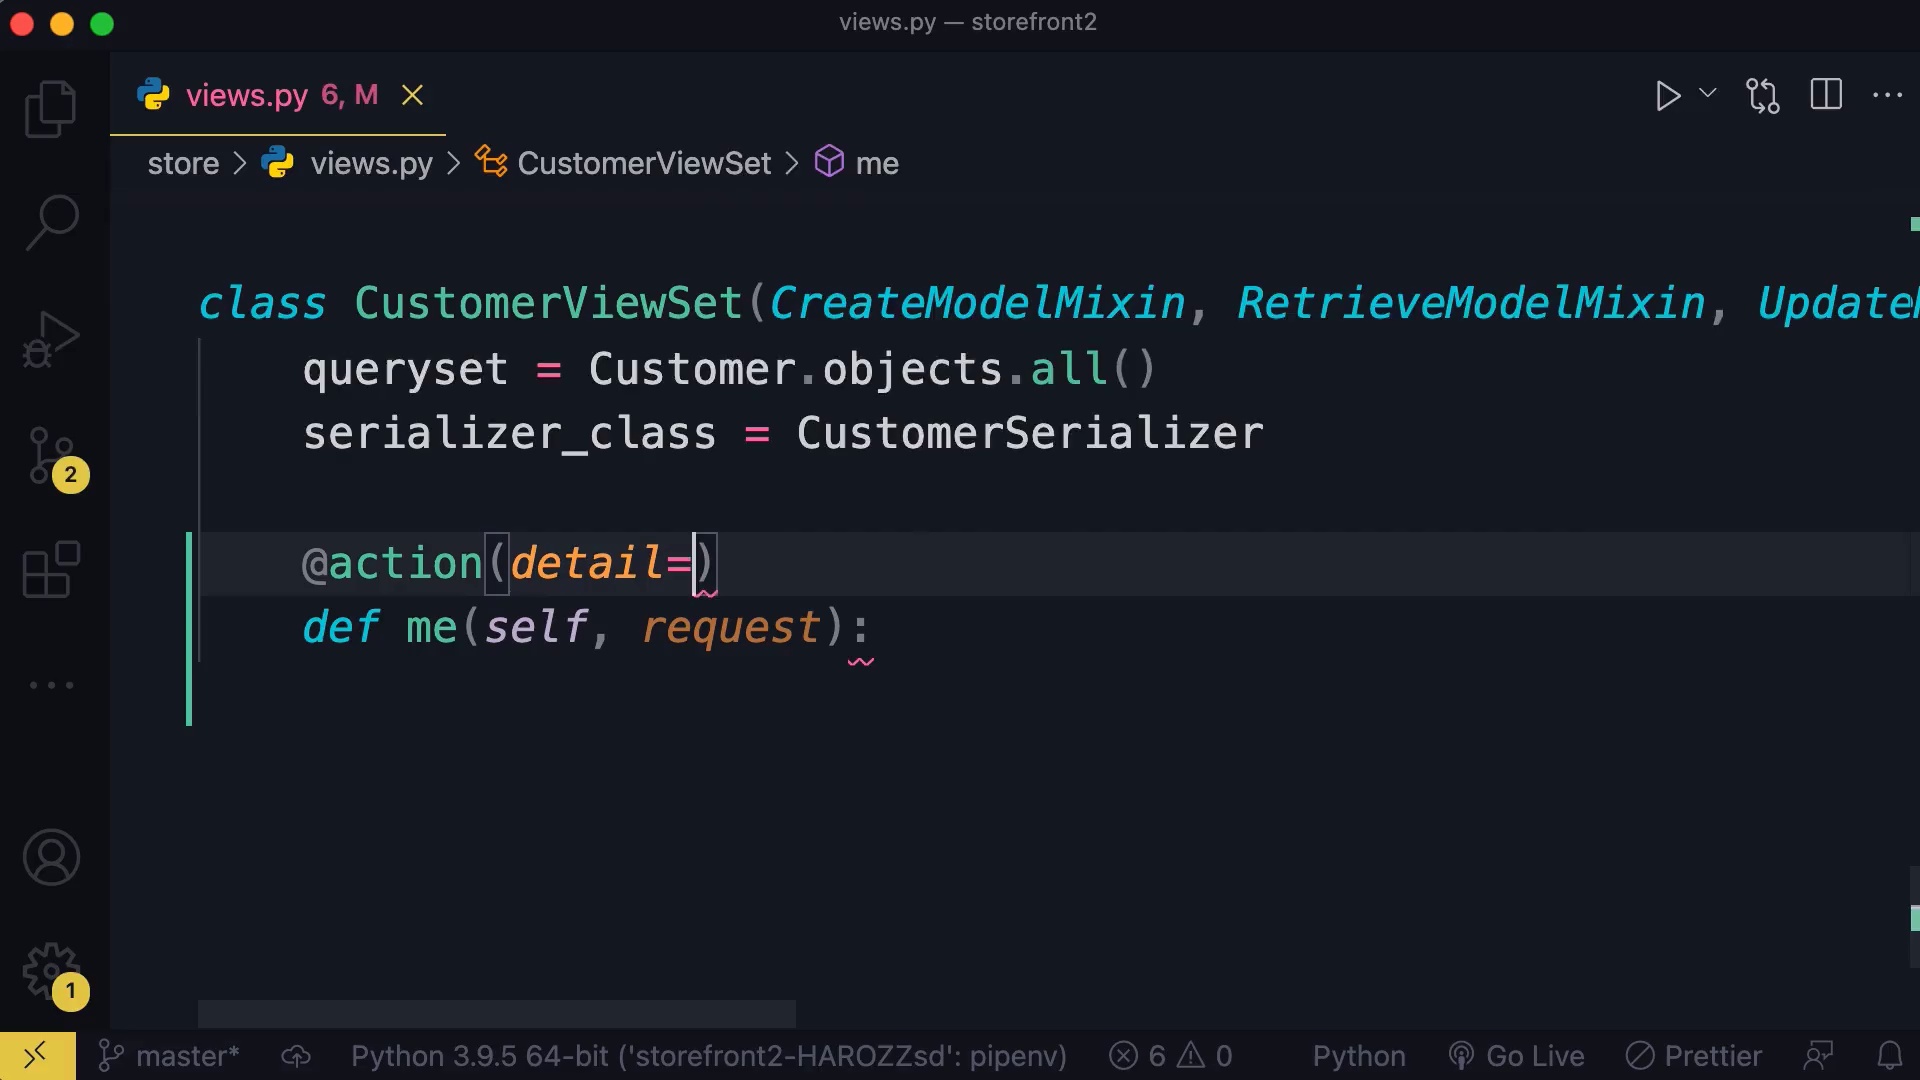 views.py — storefront2
views.py 6, M
store > views.py > CustomerViewSet > me
class CustomerViewSet(CreateModelMixin, RetrieveModelMixin, Update
queryset = Customer.objects.all()
serializer_class = CustomerSerializer
@action(detail=)
def me(self, request):
2
1
master* Python 3.9.5 64-bit ('storefront2-HAROZZsd': pipenv) 6 0 Python Go Live Prettier